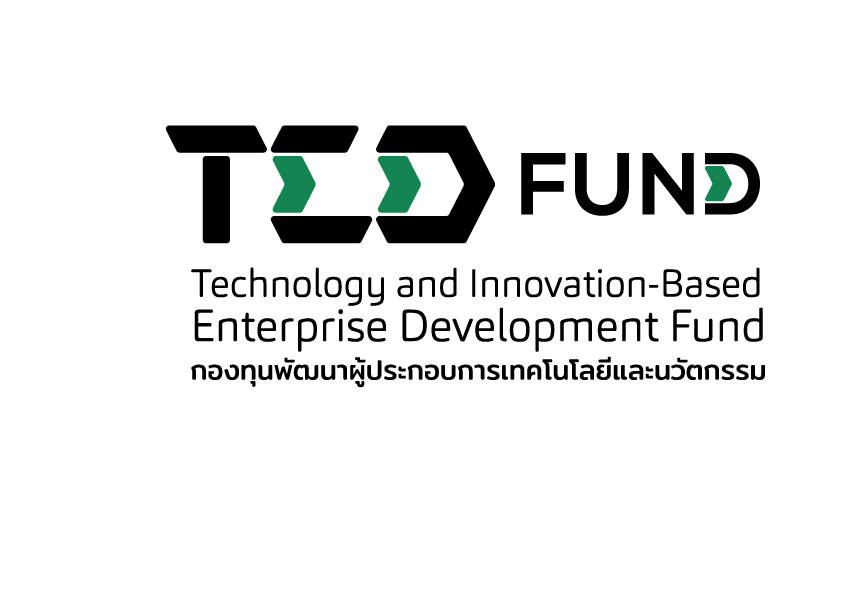 TED FUND
Technology and Innovation-Based
Enterprise Development Fund
กองทุนพัฒนาผู้ประกอบการเทคโนโลยีและนวัตกรรม